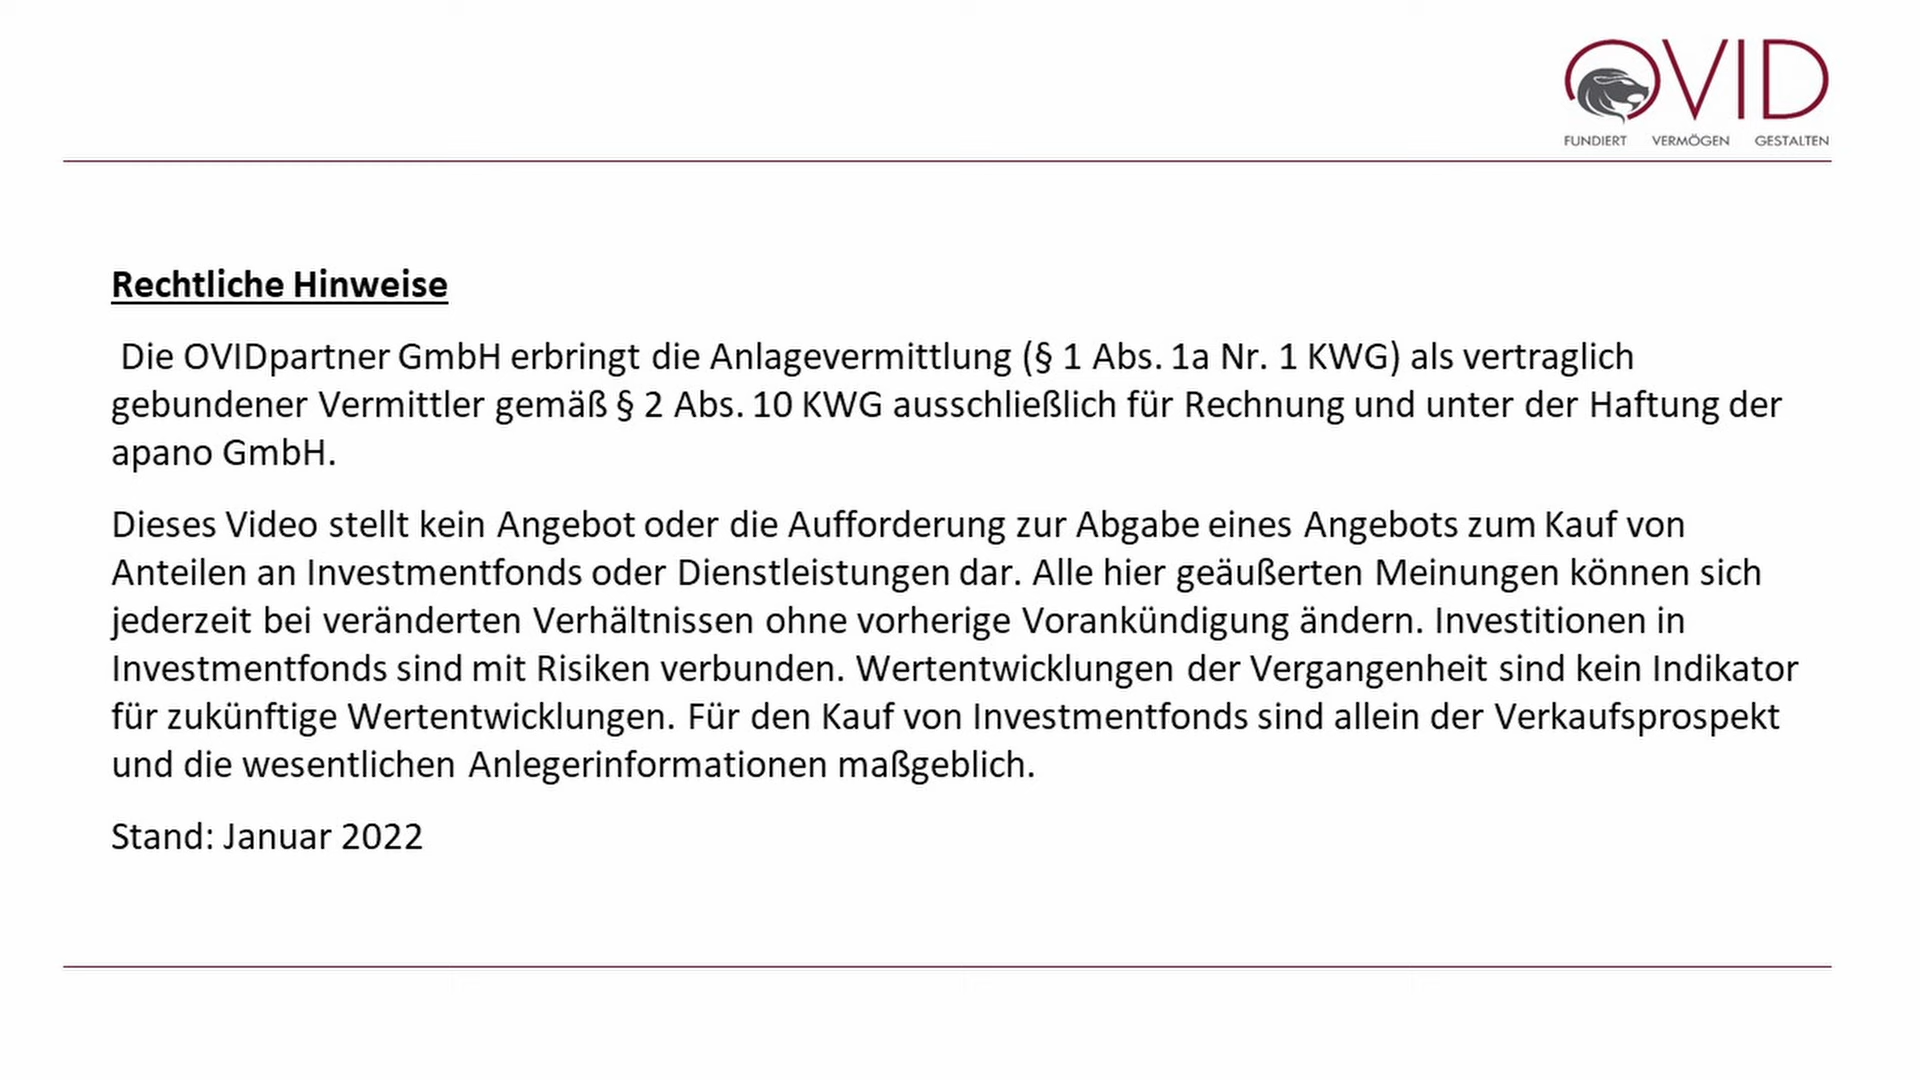 OVID
FUNDIERT VERMÖGEN GESTALTEN
Rechtliche Hinweise
Die OVIDpartner GmbH erbringt die Anlagevermittlung (§ 1 Abs. 1a Nr. 1 KWG) als vertraglich
gebundener Vermittler gemäß § 2 Abs. 10 KWG ausschließlich für Rechnung und unter der Haftung der
apano GmbH.
Dieses Video stellt kein Angebot oder die Aufforderung zur Abgabe eines Angebots zum Kauf von
Anteilen an Investmentfonds oder Dienstleistungen dar. Alle hier geäußerten Meinungen können sich
jederzeit bei veränderten Verhältnissen ohne vorherige Vorankündigung ändern. Investitionen in
Investmentfonds sind mit Risiken verbunden. Wertentwicklungen der Vergangenheit sind kein Indikator
für zukünftige Wertentwicklungen. Für den Kauf von Investmentfonds sind allein der Verkaufsprospekt
und die wesentlichen Anlegerinformationen maßgeblich.
Stand: Januar 2022